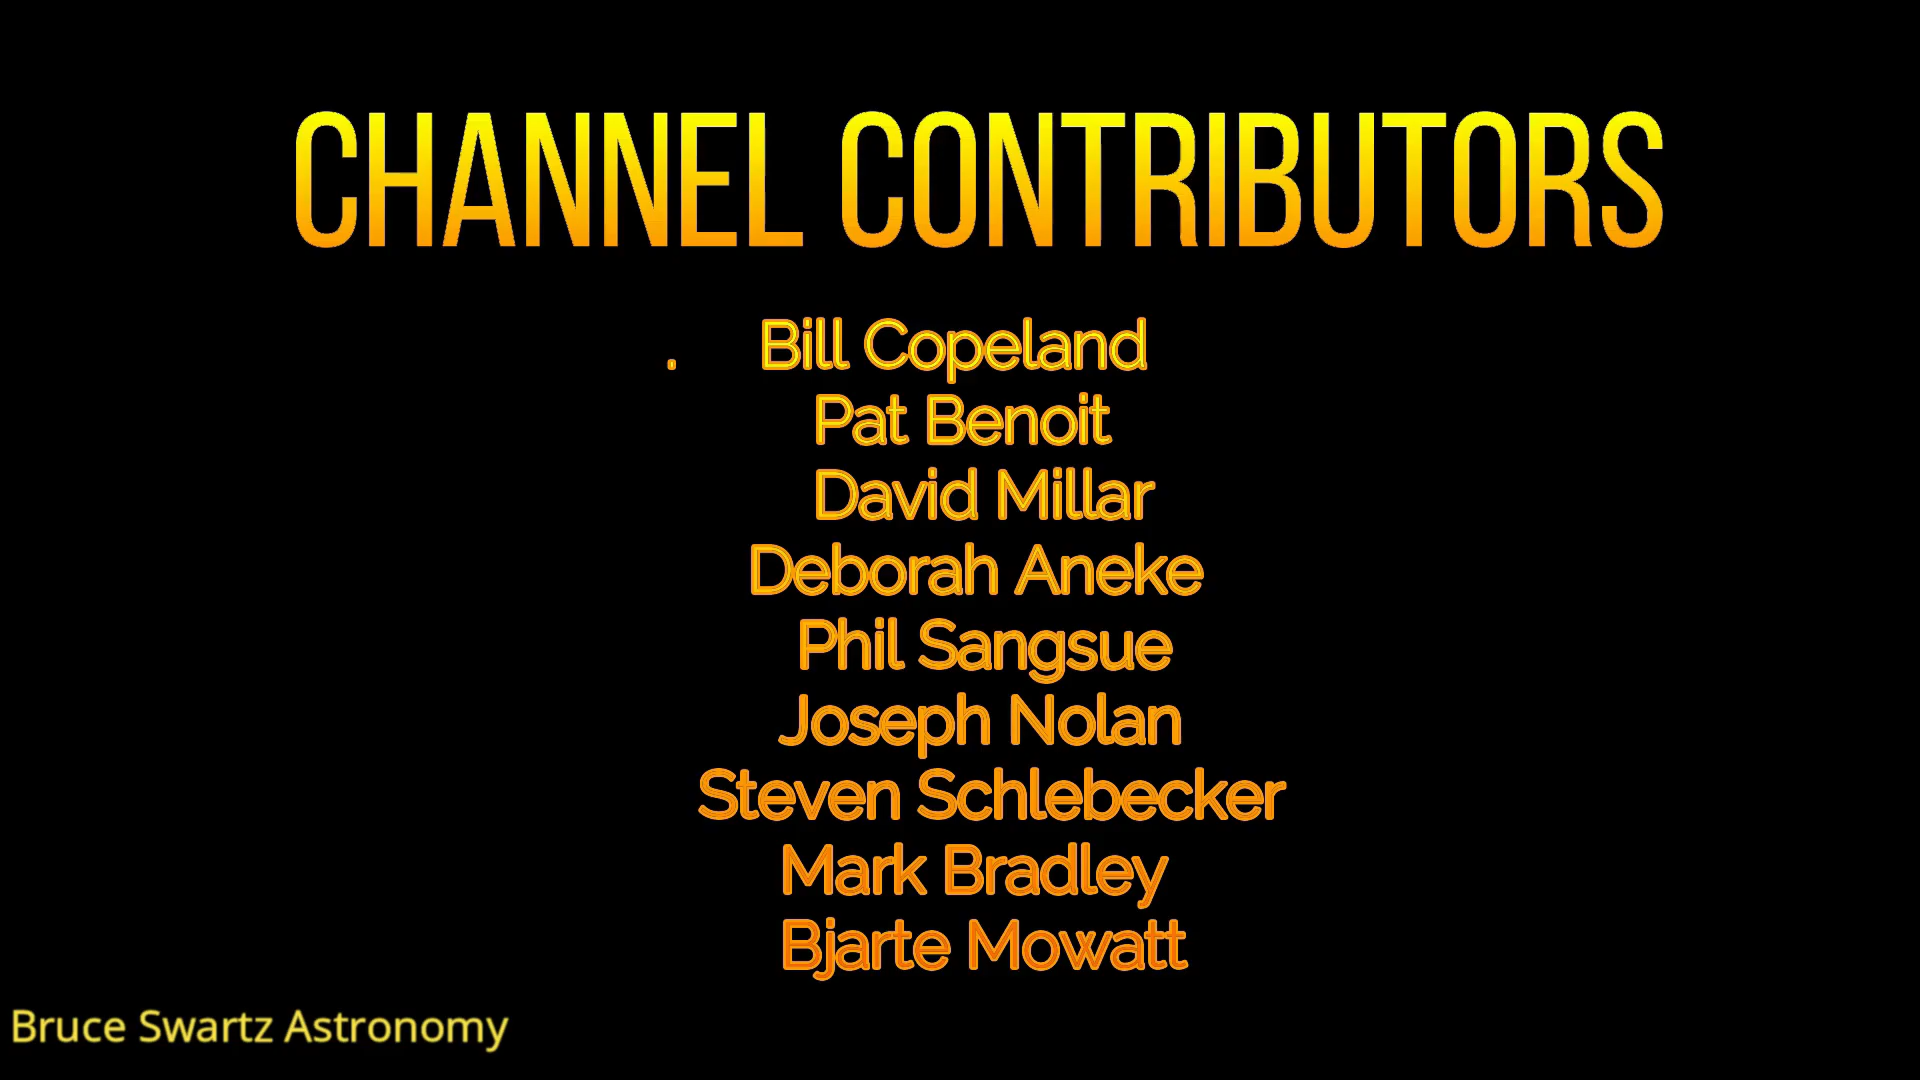 CHANNEL CONTRIBUTORS
. Bill Copeland
Pat Benoit
David Millar
Deborah Aneke
Phil Sangsue
Joseph Nolan
Steven Schlebecker
Mark Bradley
Bjarte Mowatt
Bruce Swartz Astronomy